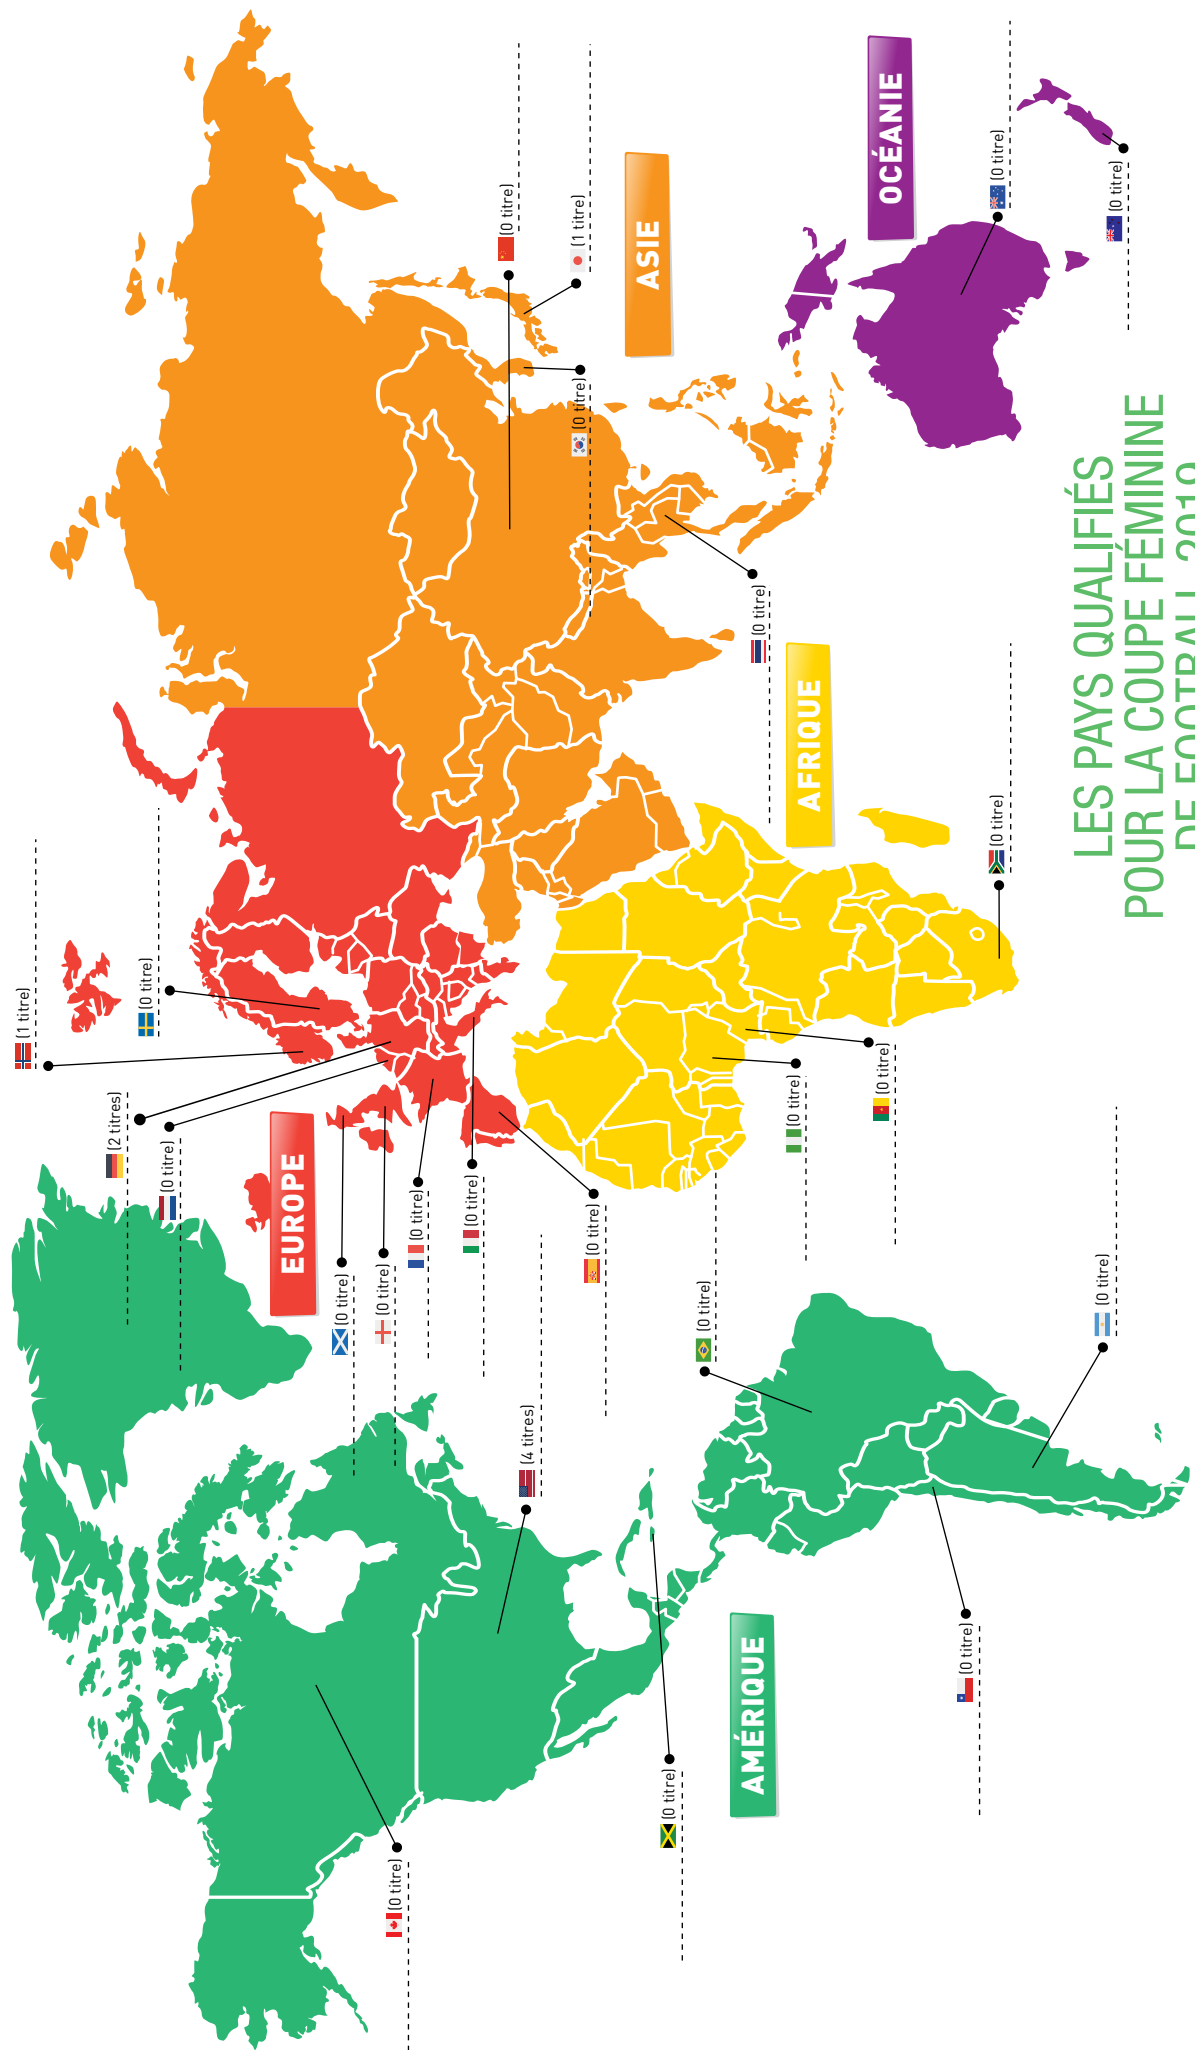 (1 titre)
(2 titres)
(0 titre)
(0 titre)
EUROPE
(0 titre)
(0 titre)
(0 titre)
(0 titre)
(0 titre)
(0 titre)
(4 titres)
(0 titre)
(1 titre)
(0 titre)
ASIE
(0 titre)
(0 titre)
AMÉRIQUE
(0 titre)
(0 titre)
AFRIQUE
(0 titre)
OCÉANIE
(0 titre)
(0 titre)
(0 titre)
(0 titre)
(0 titre)
LES PAYS QUALIFIÉS
POUR LA COUPE FÉMININE
DE FOOTBALL 2019